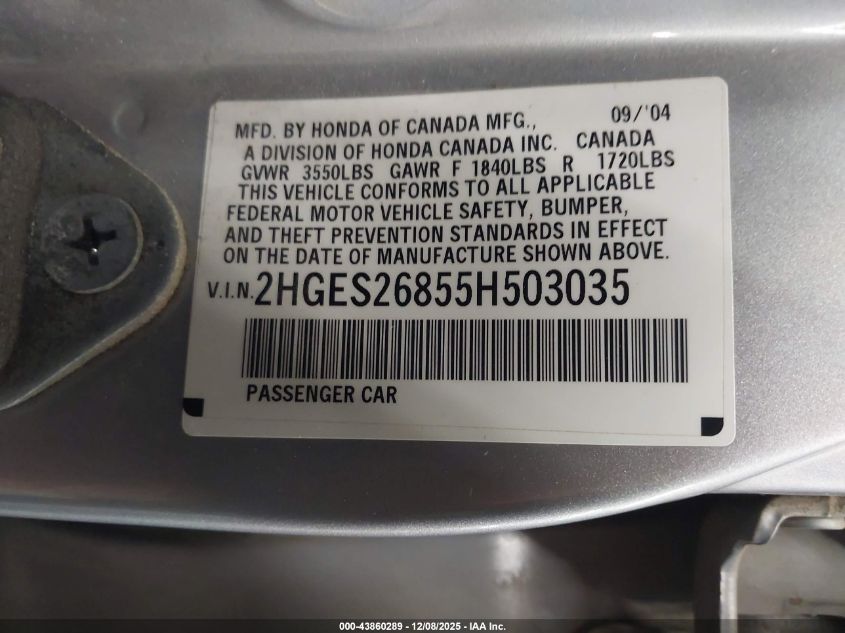 09/'04
MFD. BY HONDA OF CANADA MFG.,
A DIVISION OF HONDA CANADA INC. CANADA
GVWR 3550LBS GAWR F 1840LBS R 1720LBS
THIS VEHICLE CONFORMS TO ALL APPLICABLE
FEDERAL MOTOR VEHICLE SAFETY, BUMPER,
AND THEFT PREVENTION STANDARDS IN EFFECT
ON THE DATE OF MANUFACTURE SHOWN ABOVE.
V.I.N. 2HGES26855H503035
PASSENGER CAR
000-43860289 - 12/08/2025 - IAA Inc.